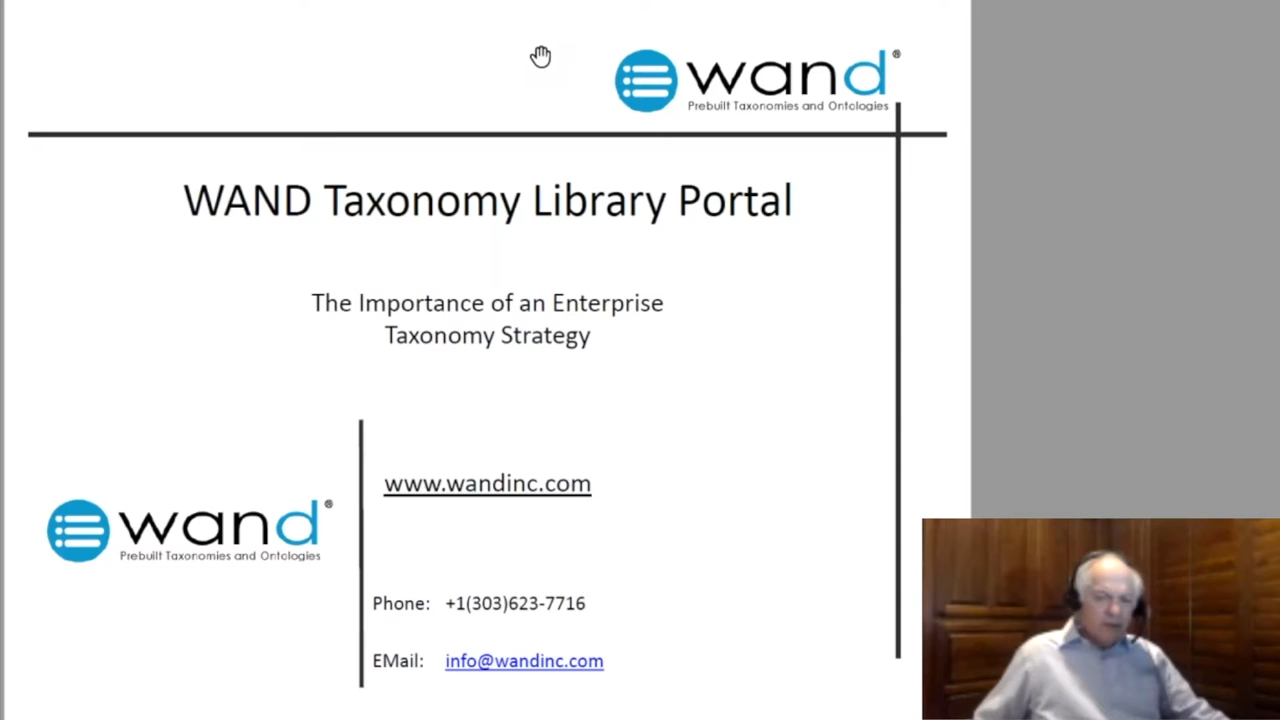 wand®
Prebuilt Taxonomies and Ontologies
WAND Taxonomy Library Portal
The Importance of an Enterprise
Taxonomy Strategy
www.wandinc.com
wand®
Prebuilt Taxonomies and Ontologies
Phone: +1(303)623-7716
EMail: info@wandinc.com